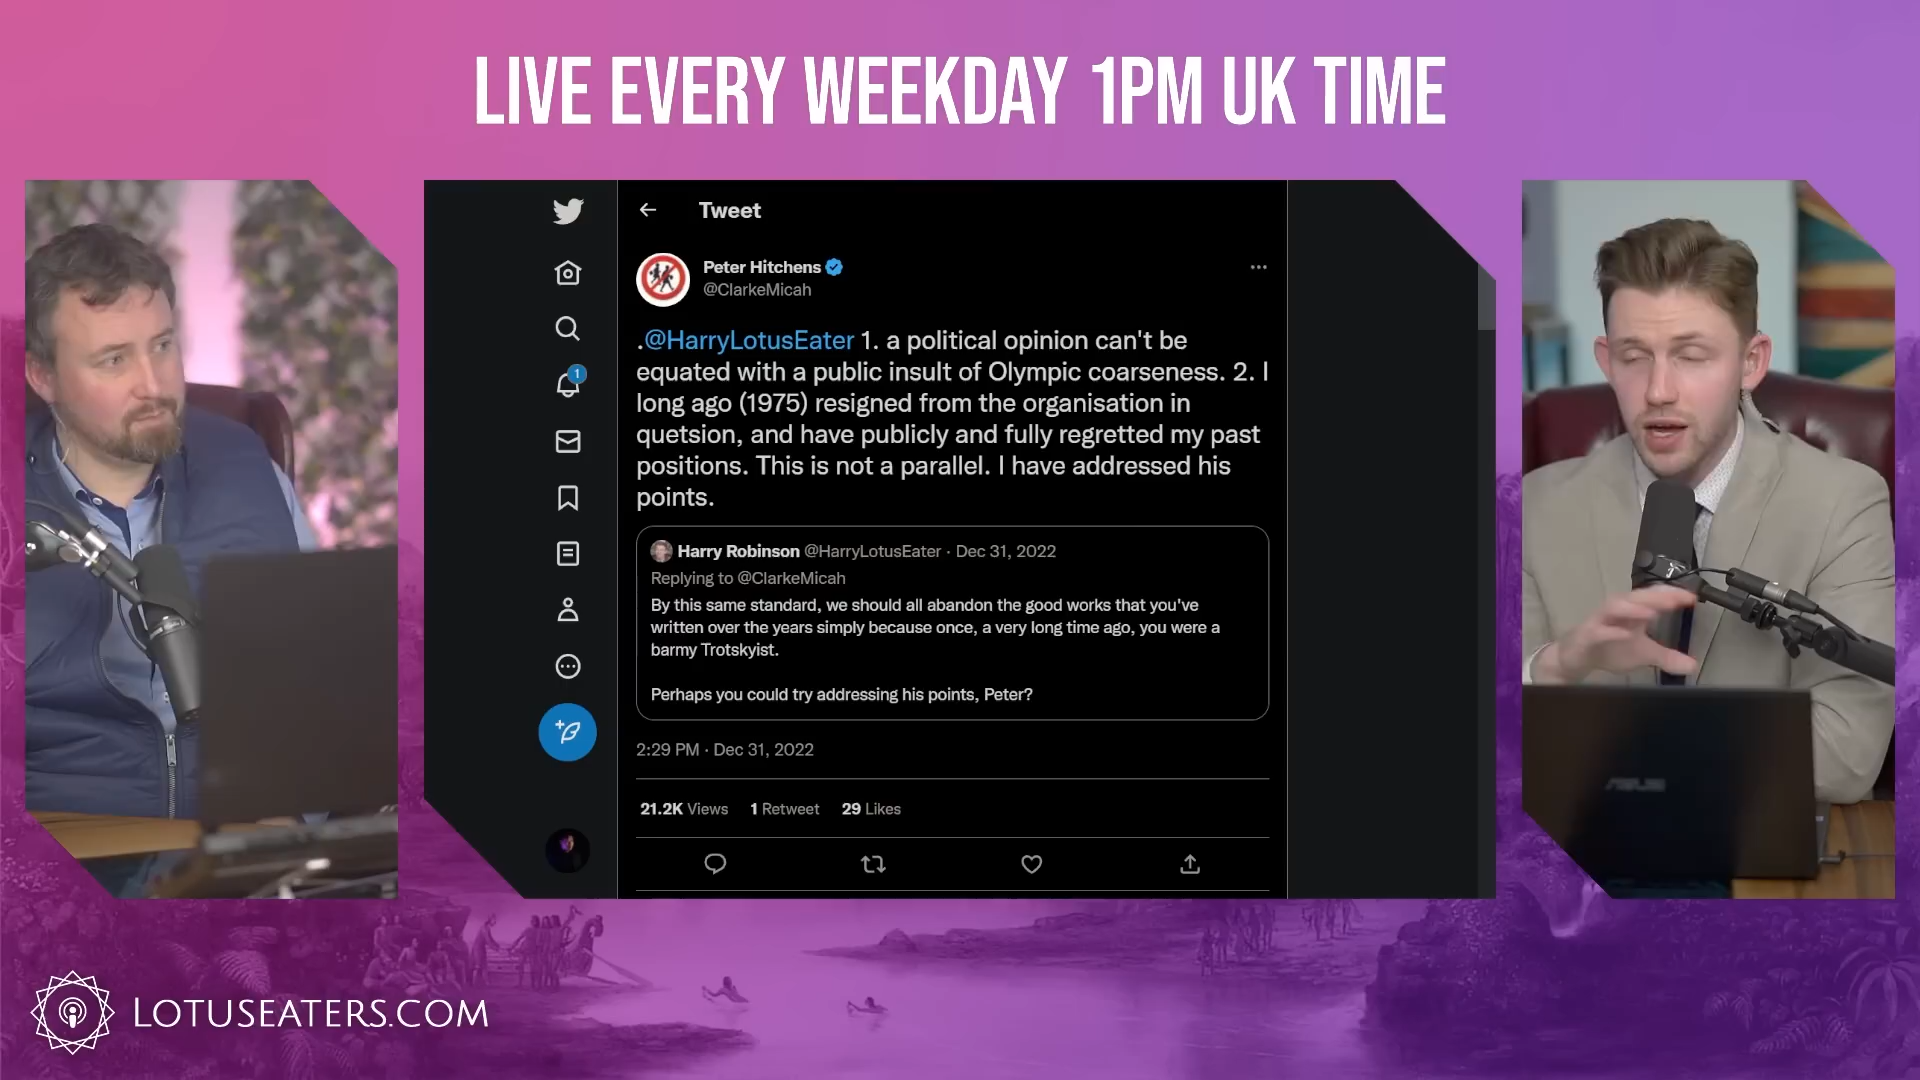 LIVE EVERY WEEKDAY 1PM UK TIME
Tweet
Peter Hitchens
@ClarkeMicah
.@HarryLotusEater 1. a political opinion can't be
equated with a public insult of Olympic coarseness. 2. I
long ago (1975) resigned from the organisation in
quetsion, and have publicly and fully regretted my past
positions. This is not a parallel. I have addressed his
points.
1
Harry Robinson @HarryLotusEater · Dec 31, 2022
Replying to @ClarkeMicah
By this same standard, we should all abandon the good works that you've
written over the years simply because once, a very long time ago, you were a
barmy Trotskyist.
Perhaps you could try addressing his points, Peter?
2:29 PM · Dec 31, 2022
21.2K Views 1 Retweet 29 Likes
ASUS
LOTUSEATERS.COM